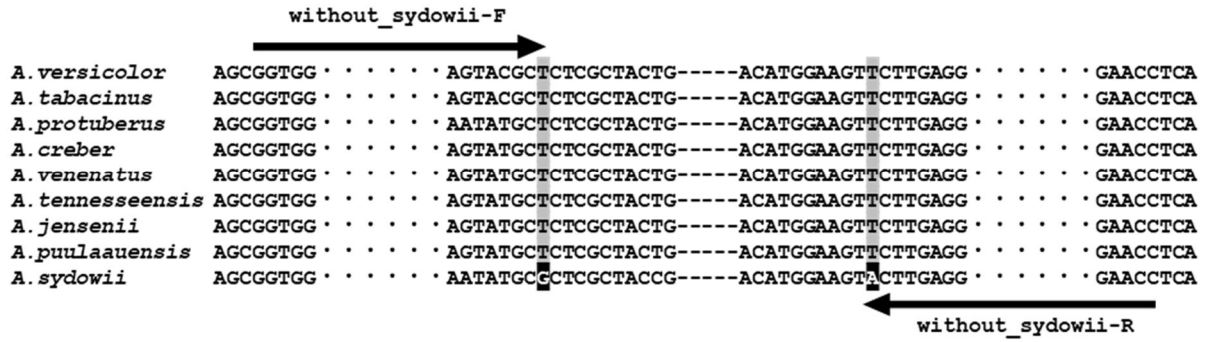 without_sydowii-F
A.versicolor AGCGGTGG · · · · · · AGTACGCTCTCGCTACTG-----ACATGGAAGTTCTTGAGG · · · · · · GAACCTCA
A.tabacinus AGCGGTGG · · · · · · AGTACGCTCTCGCTACTG-----ACATGGAAGTTCTTGAGG · · · · · · GAACCTCA
A.protuberus AGCGGTGG · · · · · · AATATGCTCTCGCTACTG-----ACATGGAAGTTCTTGAGG · · · · · · GAACCTCA
A.creber AGCGGTGG · · · · · · AGTATGCTCTCGCTACTG-----ACATGGAAGTTCTTGAGG · · · · · · GAACCTCA
A.venenatus AGCGGTGG · · · · · · AGTATGCTCTCGCTACTG-----ACATGGAAGTTCTTGAGG · · · · · · GAACCTCA
A.tennesseensis AGCGGTGG · · · · · · AGTATGCTCTCGCTACTG-----ACATGGAAGTTCTTGAGG · · · · · · GAACCTCA
A.jensenii AGCGGTGG · · · · · · AGTATGCTCTCGCTACTG-----ACATGGAAGTTCTTGAGG · · · · · · GAACCTCA
A.puulaauensis AGCGGTGG · · · · · · AGTATGCTCTCGCTACTG-----ACATGGAAGTTCTTGAGG · · · · · · GAACCTCA
A.sydowii AGCGGTGG · · · · · · AATATGCGCTCGCTACCG-----ACATGGAAGTACTTGAGG · · · · · · GAACCTCA
without_sydowii-R